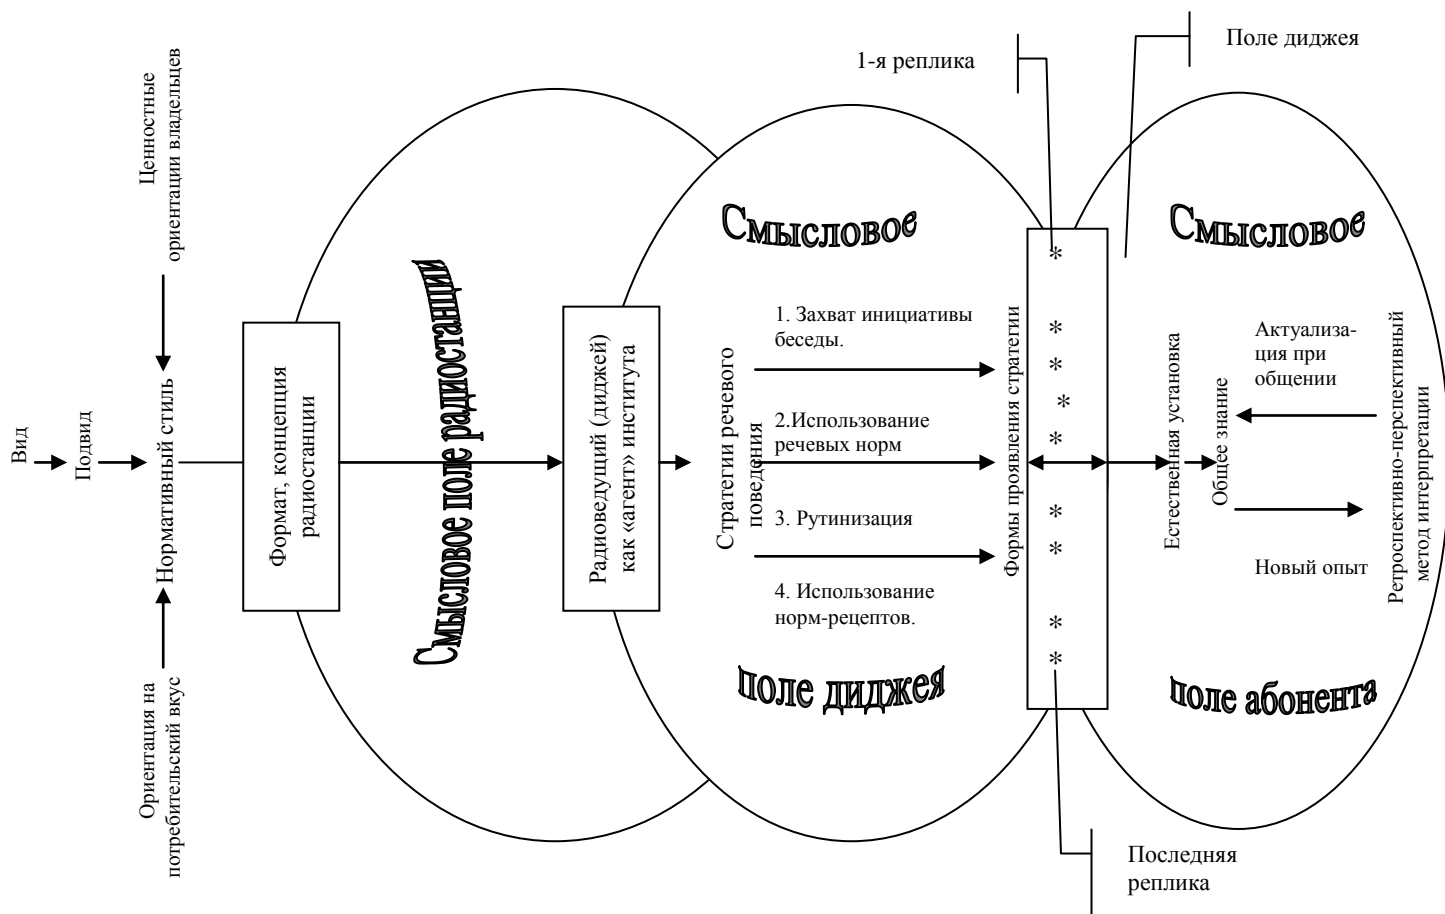 Вид
Подвид
Ценностные
ориентации владельцев
Нормативный стиль
Ориентация на
потребительский вкус
Формат, концепция
радиостанции
Смысловое поле радиостанции
Радиоведущий (диджей)
как «агент» института
Смысловое
Стратегии речевого
поведения
1. Захват инициативы
беседы.
2.Использование
речевых норм
3. Рутинизация
4. Использование
норм-рецептов.
поле диджея
1-я реплика
Формы проявления стратегии
*
*
*
*
*
*
*
*
*
Последняя
реплика
Поле диджея
Смысловое
Естественная установка
Общее знание
Актуализа-
ция при
общении
Новый опыт
Ретроспективно-перспективный
метод интерпретации
поле абонента